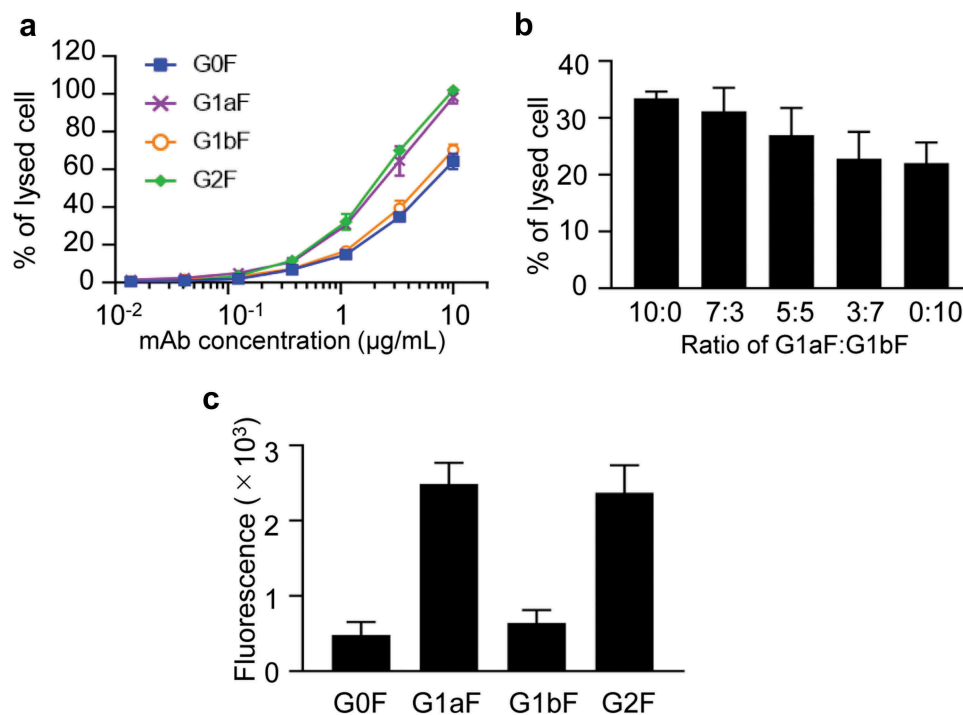 a
120
100
80
60
40
20
0
% of lysed cell
G0F
G1aF
G1bF
G2F
10⁻² 10⁻¹ 1 10
mAb concentration (µg/mL)
b
40
30
20
10
0
% of lysed cell
10:0 7:3 5:5 3:7 0:10
Ratio of G1aF:G1bF
c
3
2
1
0
Fluorescence (×10³)
G0F G1aF G1bF G2F